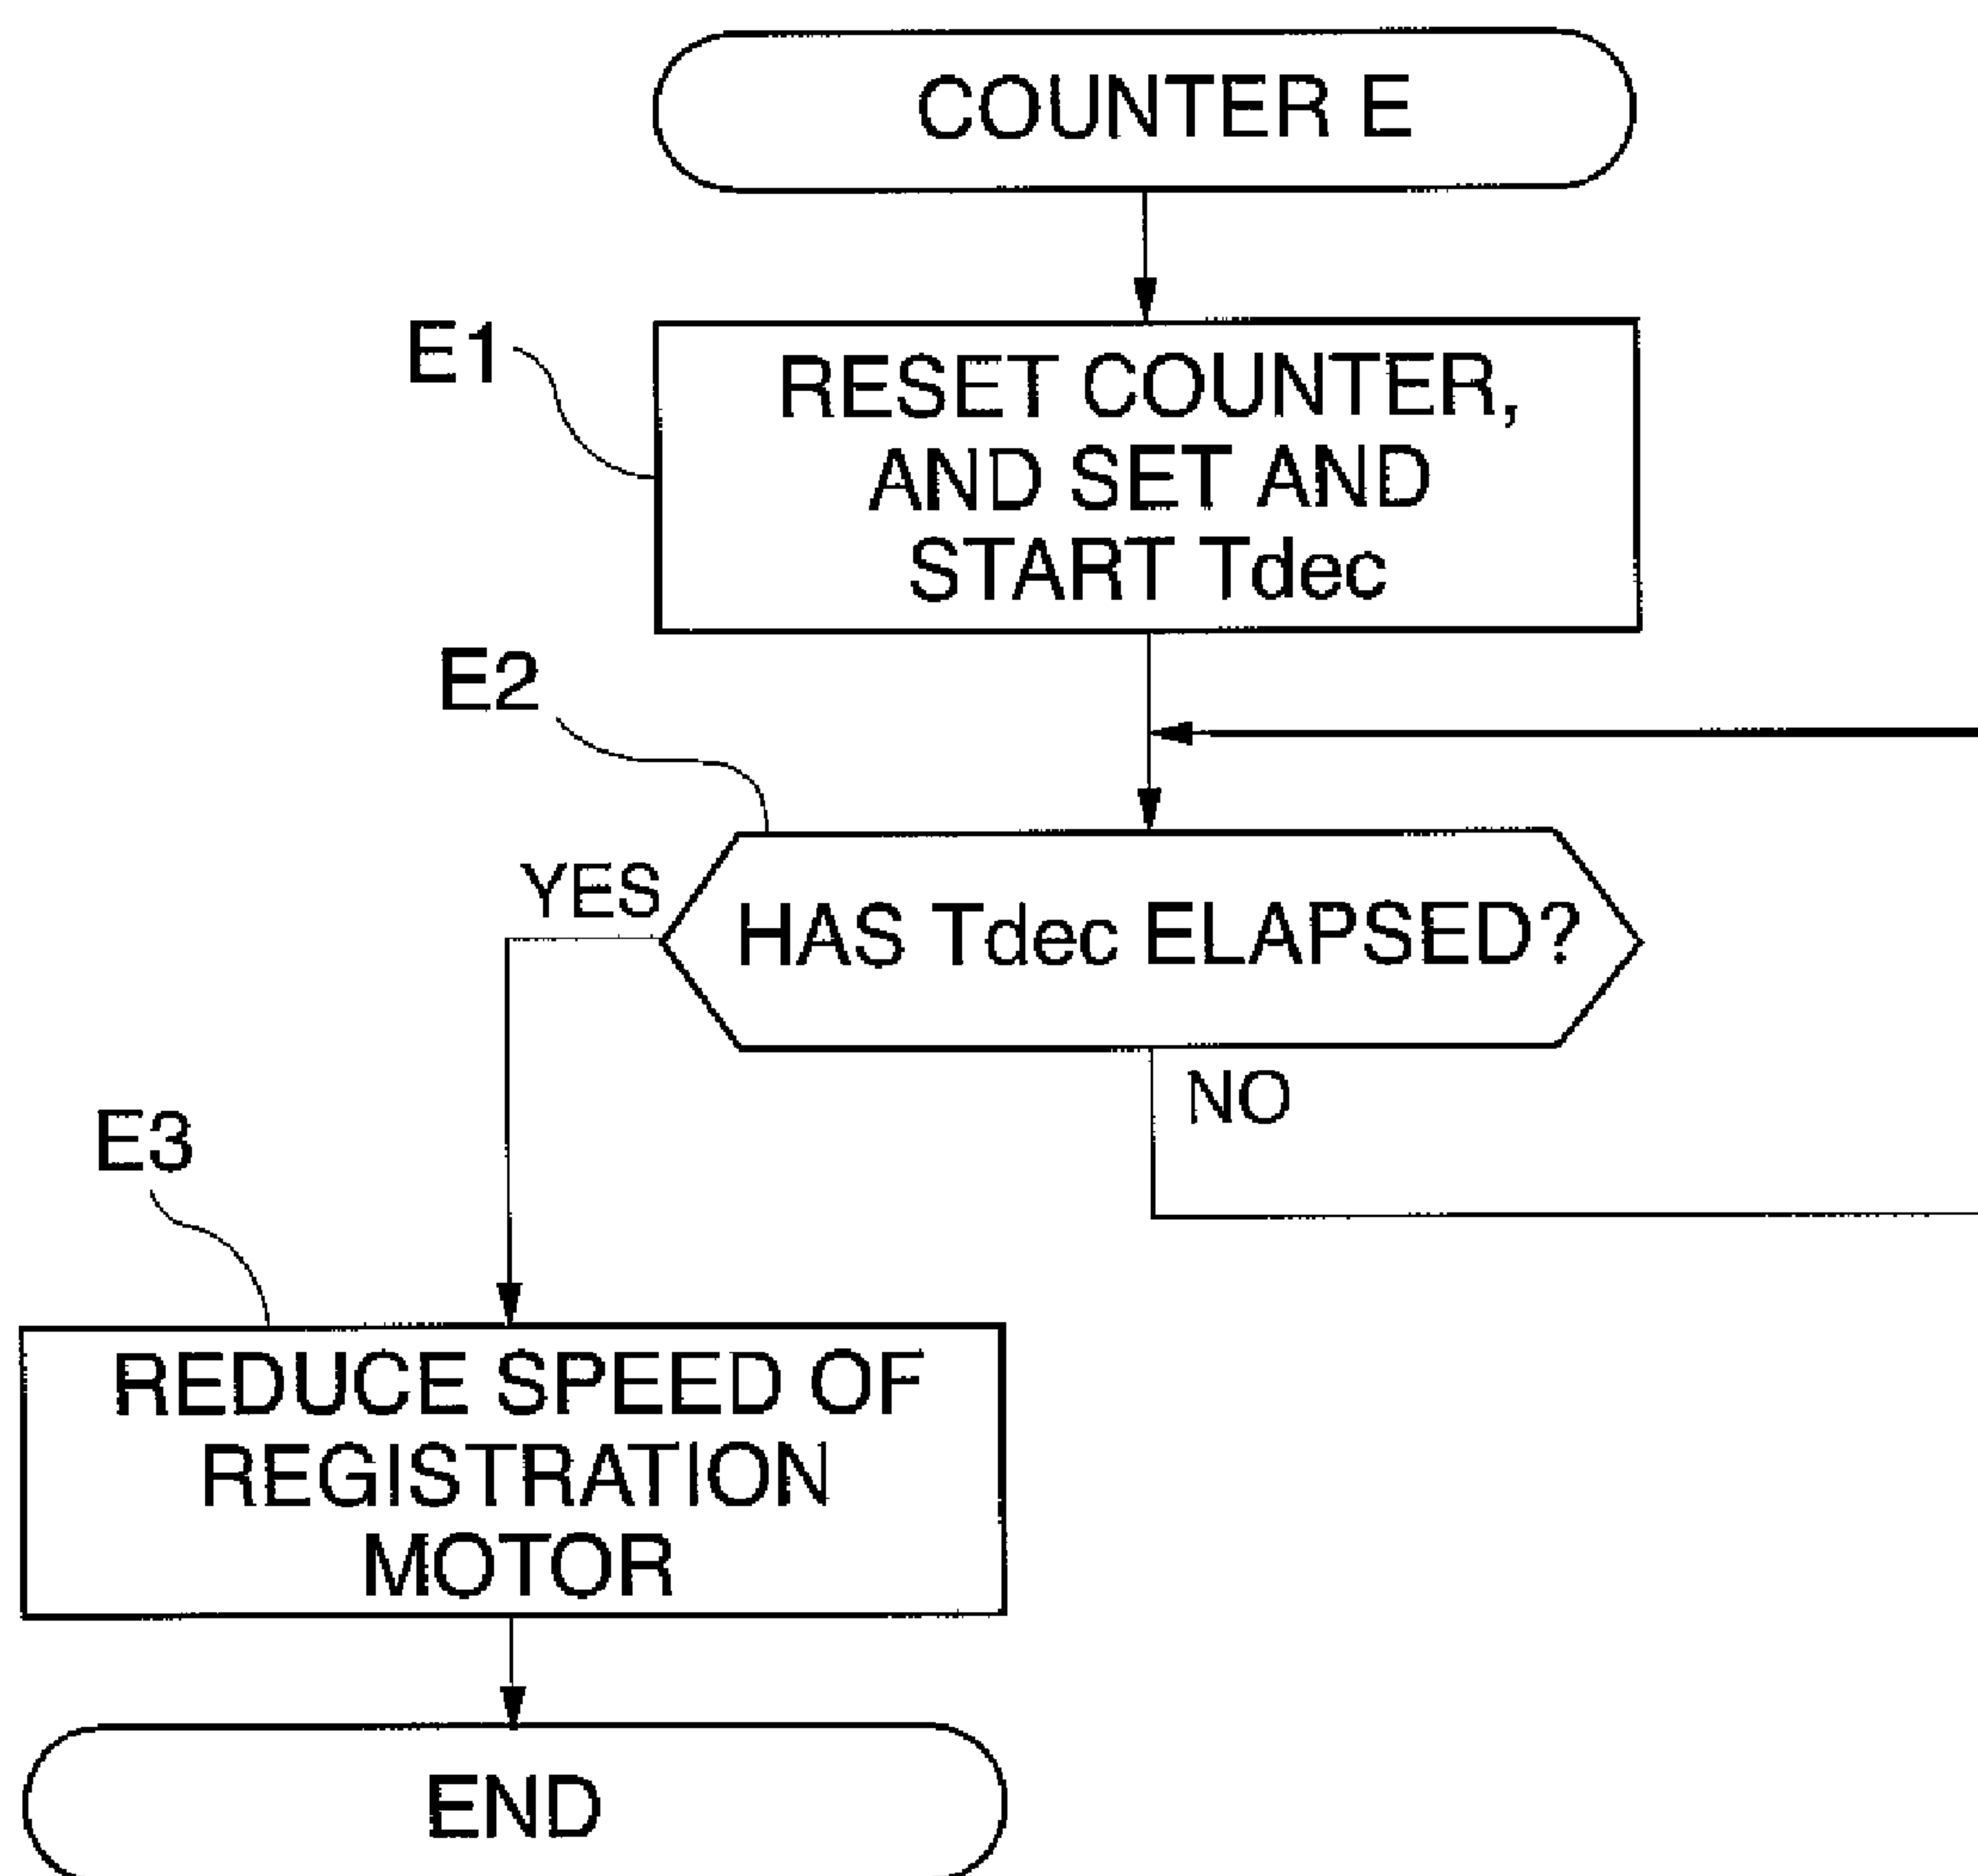 COUNTER E
E1
RESET COUNTER,
AND SET AND
START Tdec
E2
YES
HAS Tdec ELAPSED?
NO
E3
REDUCE SPEED OF
REGISTRATION
MOTOR
END